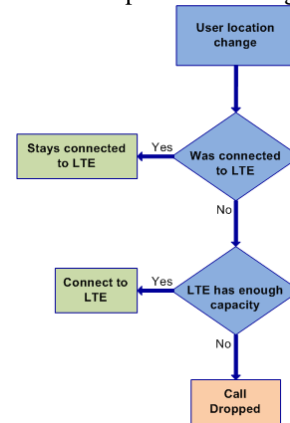 User location
change
Was connected
to LTE
Yes
Stays connected
to LTE
No
LTE has enough
capacity
Yes
Connect to
LTE
No
Call
Dropped